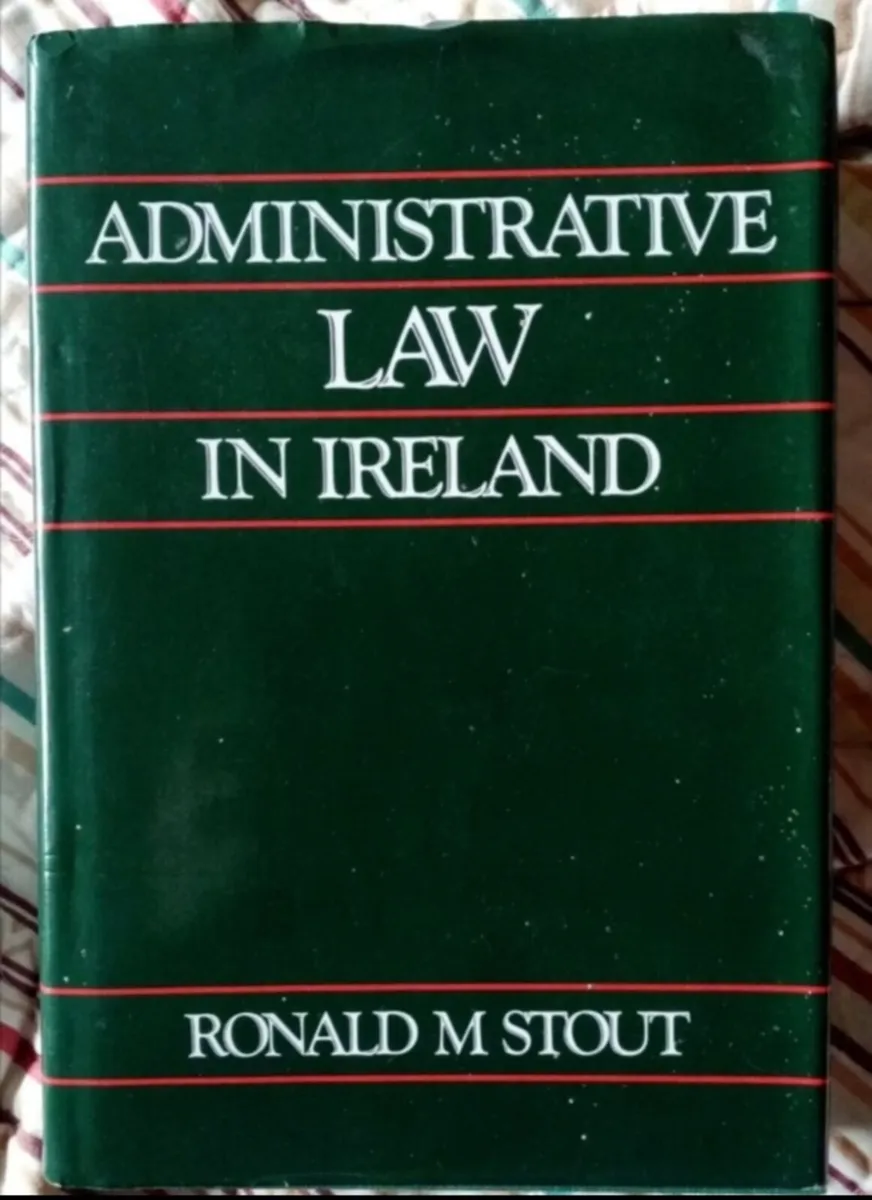 ADMINISTRATIVE
LAW
IN IRELAND
RONALD M STOUT